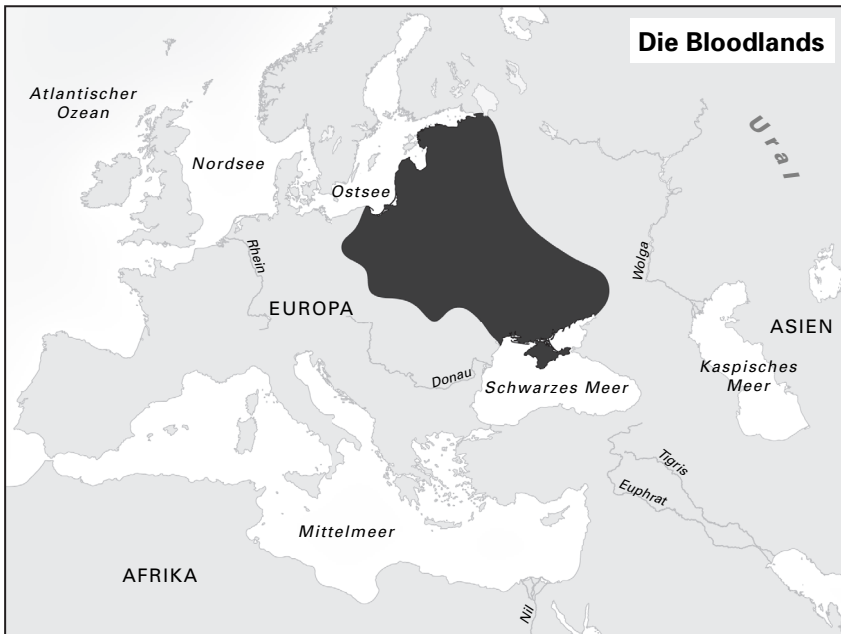 Die Bloodlands
Atlantischer
Ozean
Ural
Nordsee
Ostsee
Rhein
Wolga
EUROPA
ASIEN
Kaspisches
Meer
Donau
Schwarzes Meer
Tigris
Euphrat
Mittelmeer
AFRIKA
Nil